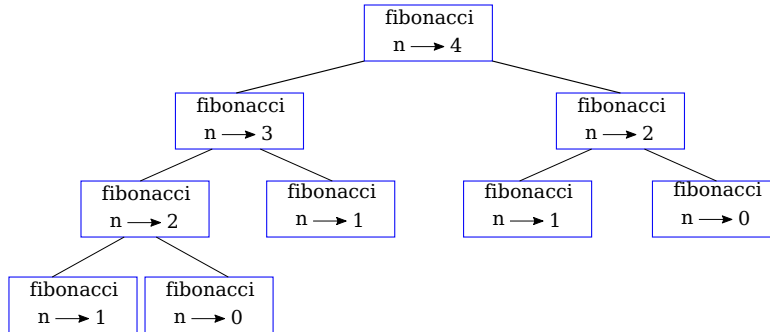 fibonacci
n → 4
fibonacci
n → 3
fibonacci
n → 2
fibonacci
n → 2
fibonacci
n → 1
fibonacci
n → 1
fibonacci
n → 0
fibonacci
n → 1
fibonacci
n → 0